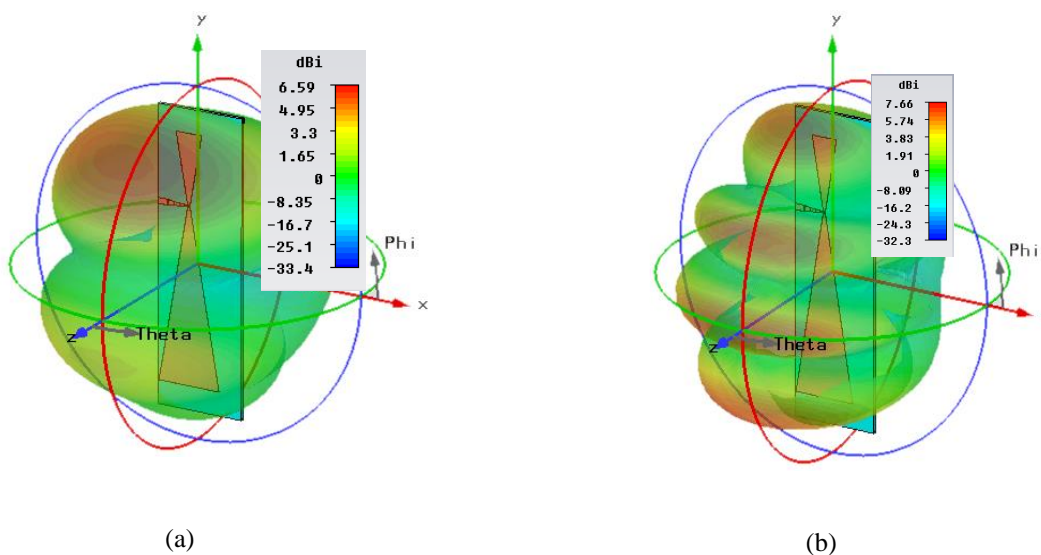 y
dBi
6.59
4.95
3.3
1.65
0
-8.35
-16.7
-25.1
-33.4
Phi
x
z
Theta
(a)
y
dBi
7.66
5.74
3.83
1.91
0
-8.09
-16.2
-24.3
-32.3
Phi
z
Theta
(b)